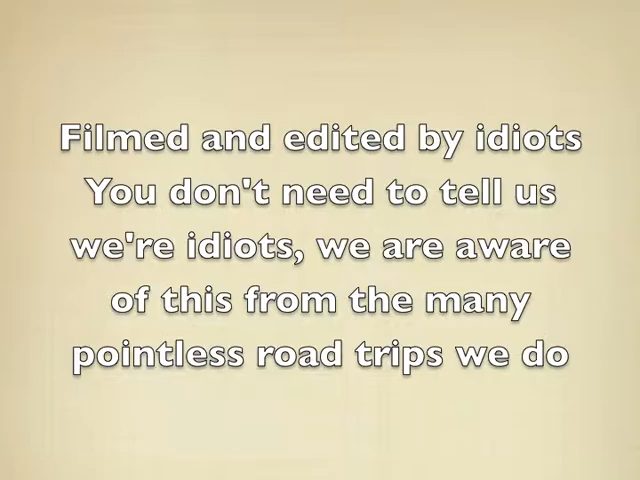 Filmed and edited by idiots
You don't need to tell us
we're idiots, we are aware
of this from the many
pointless road trips we do